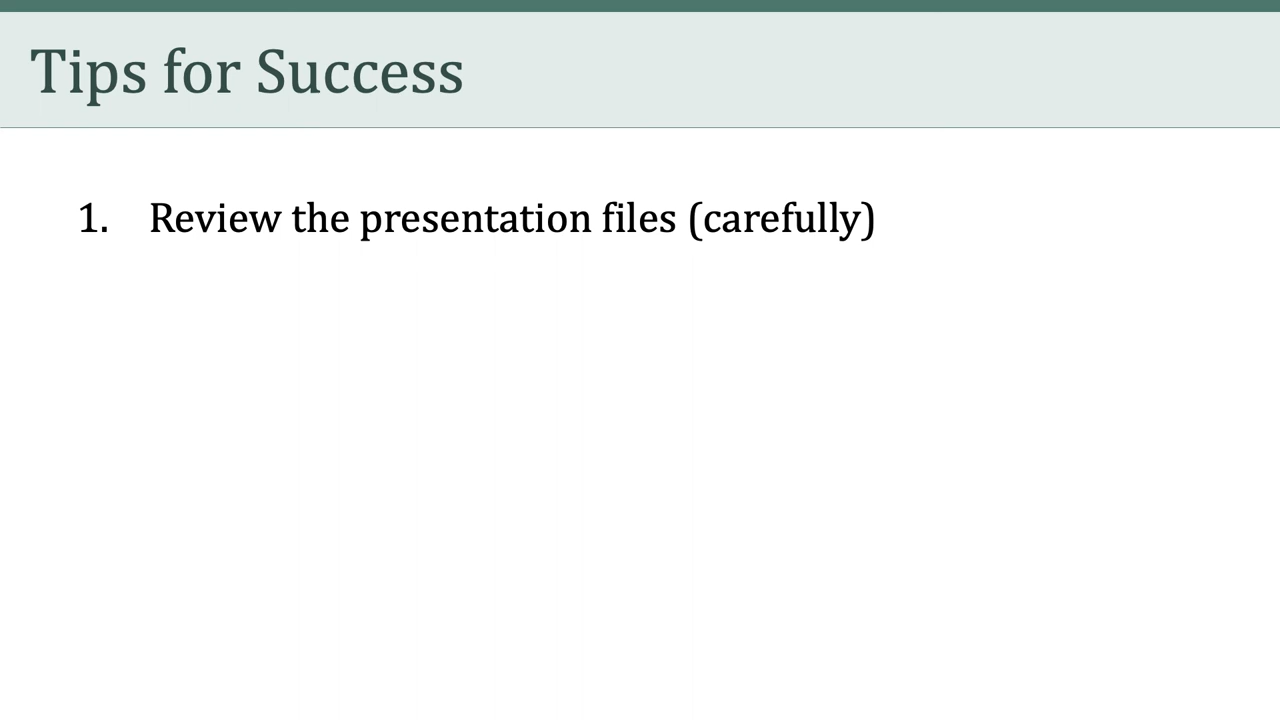 Tips for Success
1. Review the presentation files (carefully)